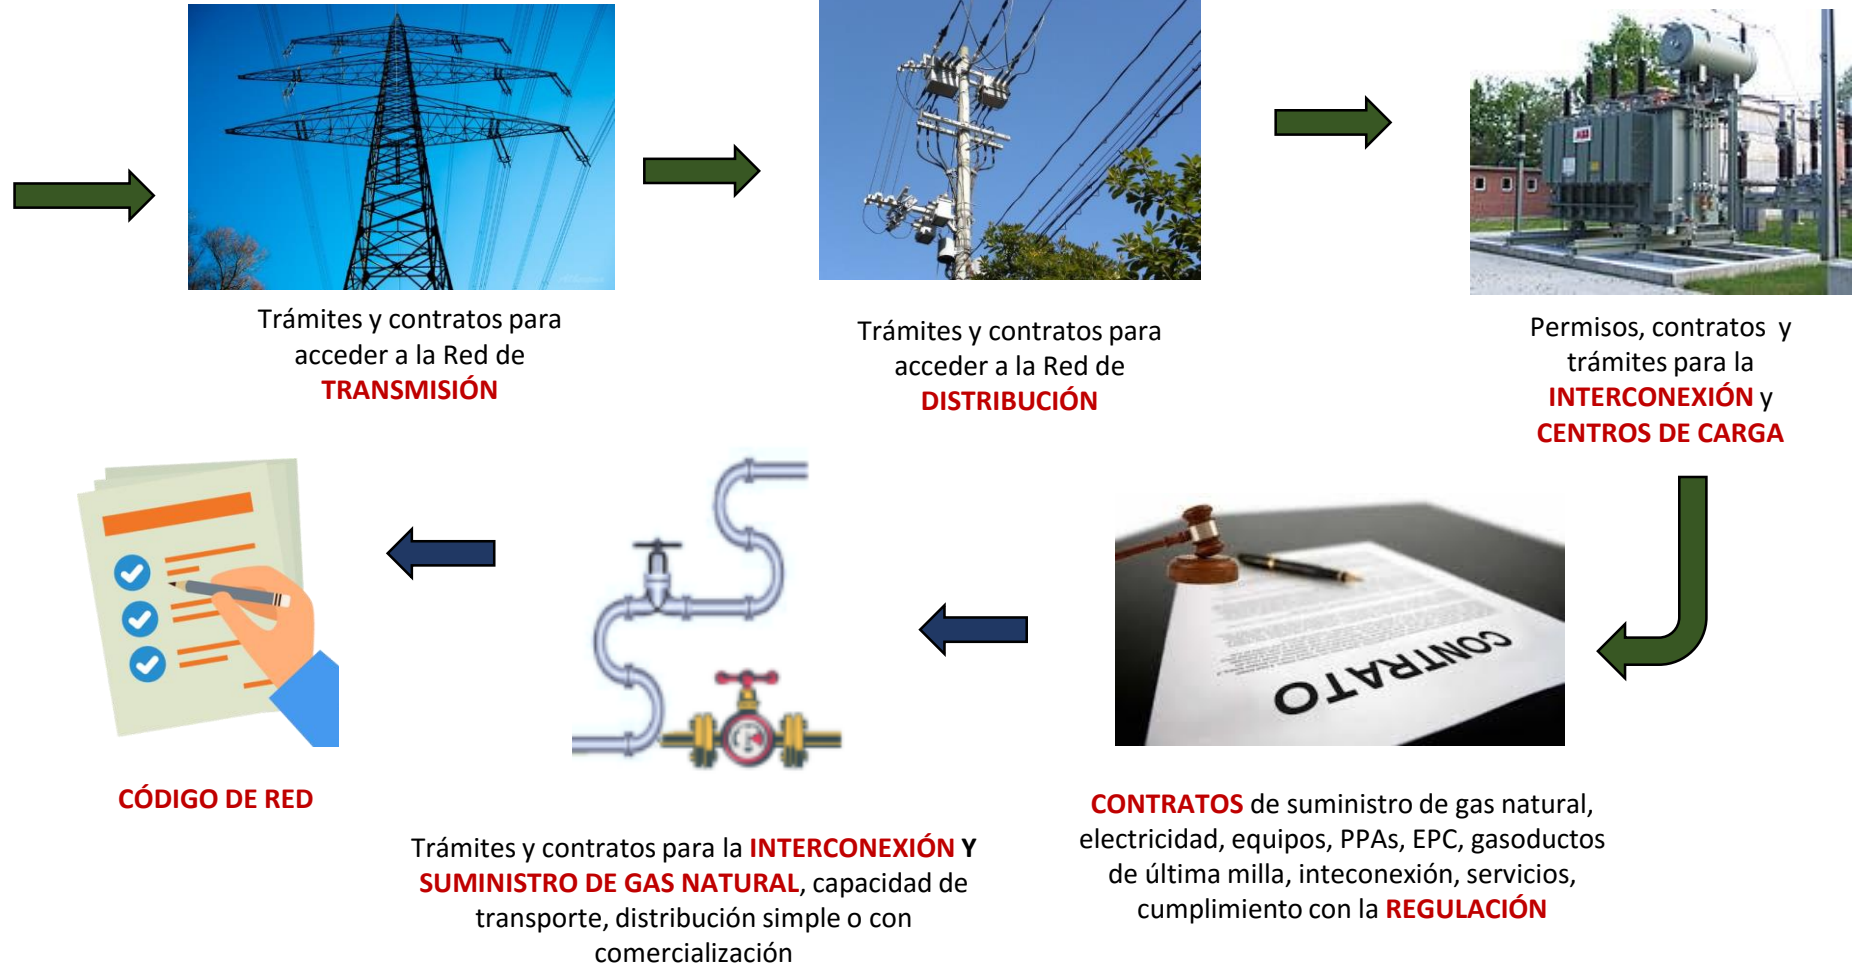 Trámites y contratos para
acceder a la Red de
TRANSMISIÓN
Trámites y contratos para
acceder a la Red de
DISTRIBUCIÓN
ABB
Permisos, contratos y
trámites para la
INTERCONEXIÓN y
CENTROS DE CARGA
CONTRATO
CONTRATOS de suministro de gas natural,
electricidad, equipos, PPAs, EPC, gasoductos
de última milla, inteconexión, servicios,
cumplimiento con la REGULACIÓN
Trámites y contratos para la INTERCONEXIÓN Y
SUMINISTRO DE GAS NATURAL, capacidad de
transporte, distribución simple o con
comercialización
CÓDIGO DE RED